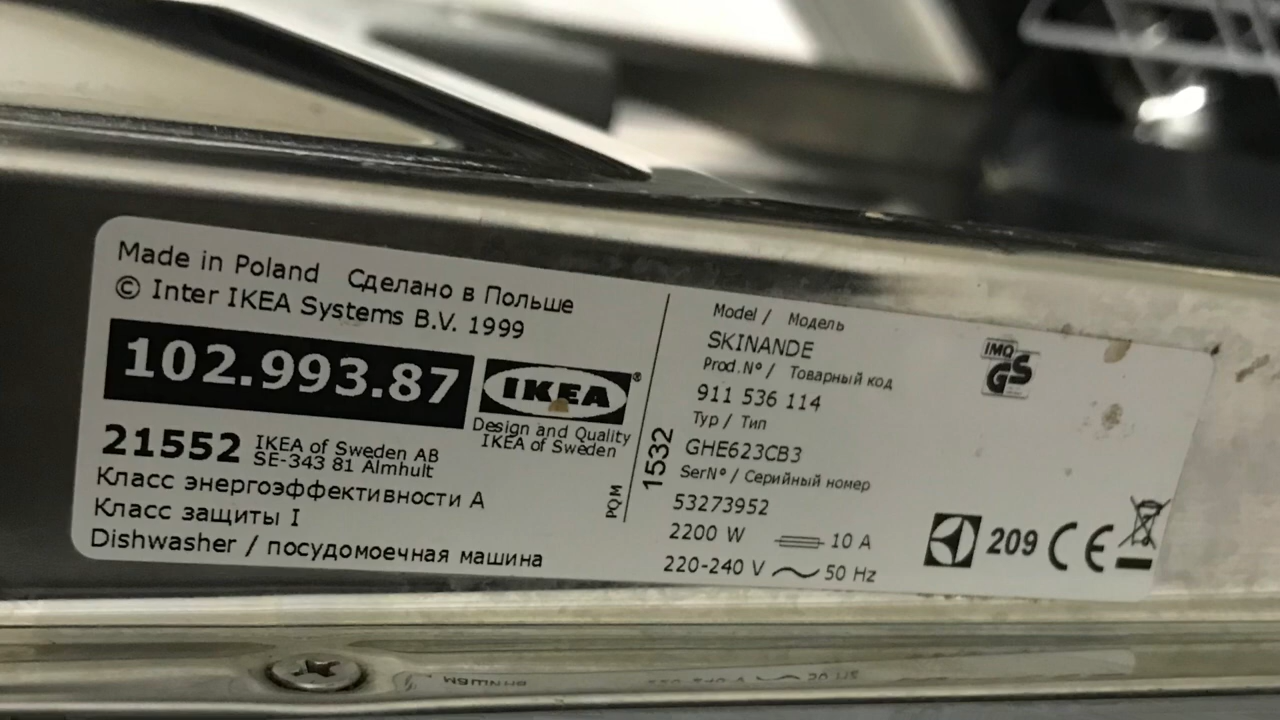 Made in Poland Сделано в Польше
© Inter IKEA Systems B.V. 1999
102.993.87
IKEA®
Design and Quality
IKEA of Sweden
21552
IKEA of Sweden AB
SE-343 81 Älmhult
Класс энергоэффективности А
Класс защиты I
Dishwasher / посудомоечная машина
PQM
1532
Model / Модель
SKINANDE
Prod.Nº / Товарный код
911 536 114
Typ / Тип
GHE623CB3
SerNº / Серийный номер
53273952
2200 W 10 A
220-240 V 50 Hz
IMQ
GS
209 CE